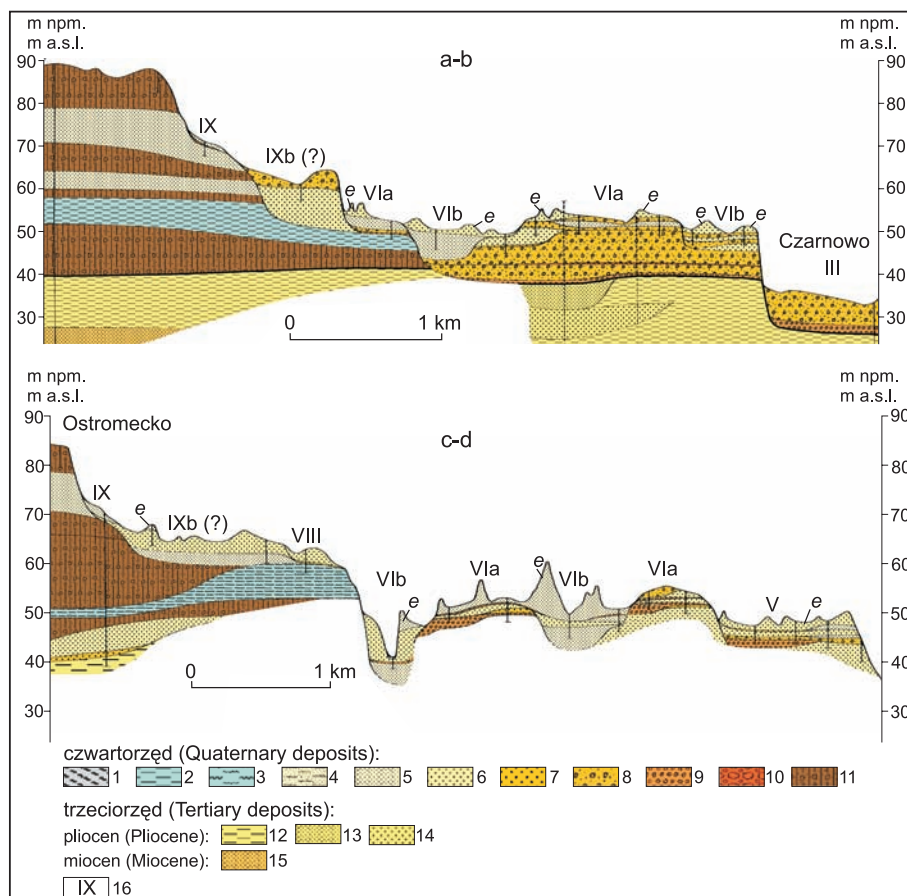 m npm.
m a.s.l.
m npm.
m a.s.l.
a-b
90
80
70
60
50
40
30
90
80
70
60
50
40
30
IX
IXb (?)
e
VIa
VIb
e
e
VIa
e
VIb
e
Czarnowo
III
0
1 km
m npm.
m a.s.l.
m npm.
m a.s.l.
Ostromecko
c-d
90
80
70
60
50
40
30
90
80
70
60
50
40
30
IX
e
IXb (?)
VIII
VIb
e
VIa
e
VIb
VIa
V
e
0
1 km
czwartorzęd (Quaternary deposits):
1 2 3 4 5 6 7 8 9 10 11
trzeciorzęd (Tertiary deposits):
pliocen (Pliocene): 12 13 14
miocen (Miocene): 15
IX 16